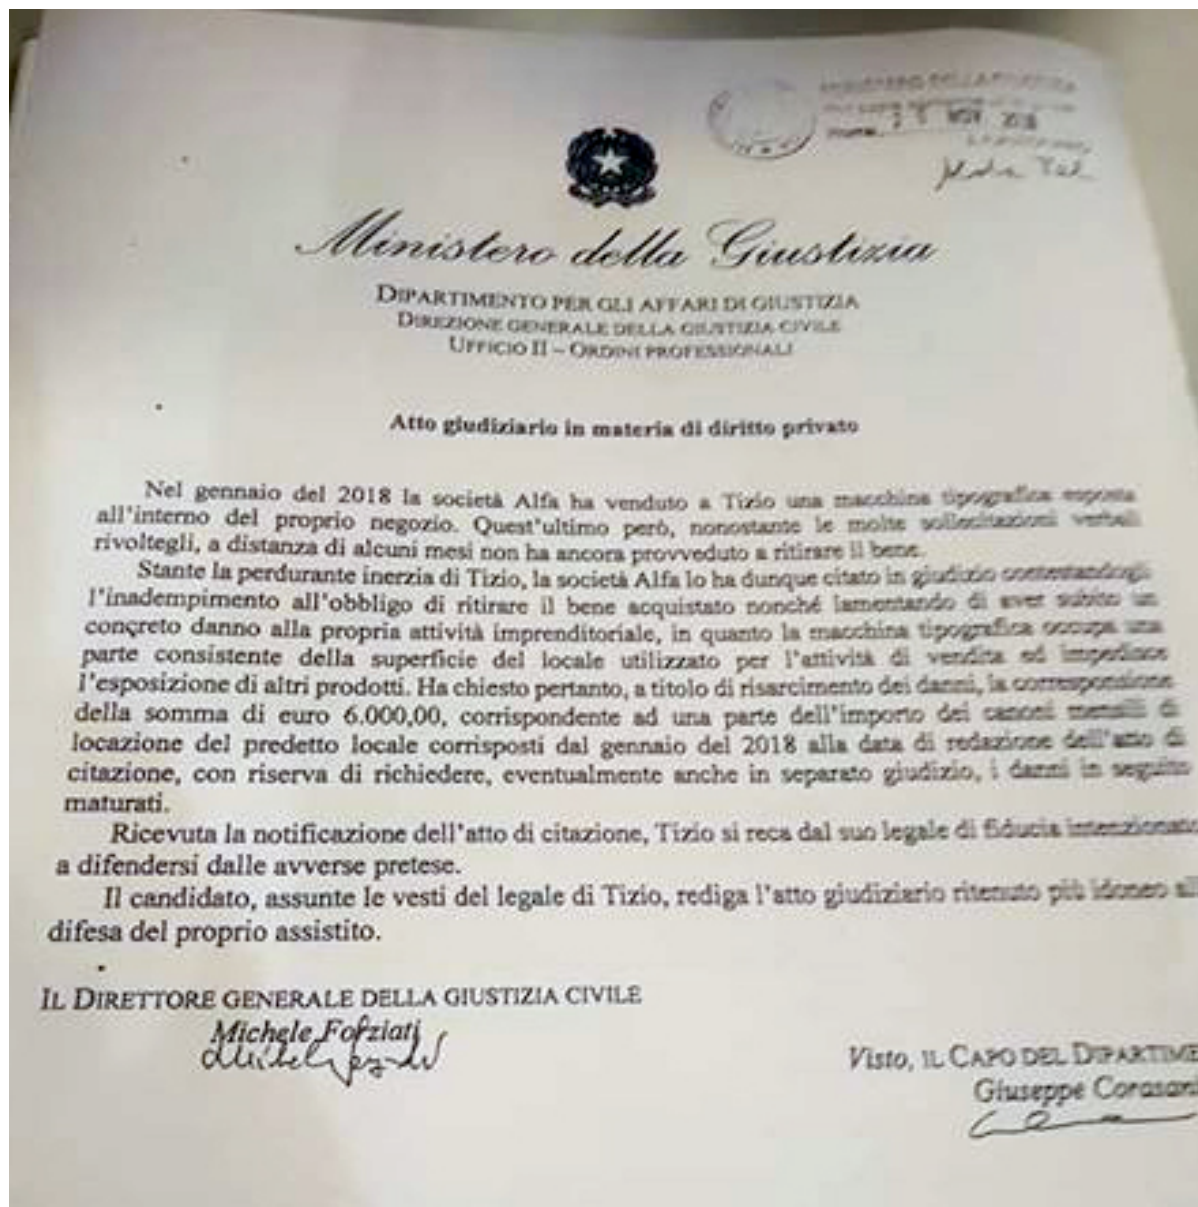 MINISTERO DELLA GIUSTIZIA
NOV 2018
Ministero della Giustizia
DIPARTIMENTO PER GLI AFFARI DI GIUSTIZIA
DIREZIONE GENERALE DELLA GIUSTIZIA CIVILE
UFFICIO II – ORDINI PROFESSIONALI
Atto giudiziario in materia di diritto privato
Nel gennaio del 2018 la società Alfa ha venduto a Tizio una macchina tipografica esposta
all'interno del proprio negozio. Quest'ultimo però, nonostante le molte sollecitazioni verbali
rivoltegli, a distanza di alcuni mesi non ha ancora provveduto a ritirare il bene.
Stante la perdurante inerzia di Tizio, la società Alfa lo ha dunque citato in giudizio contestandogli
l'inadempimento all'obbligo di ritirare il bene acquistato nonché lamentando di aver subito un
concreto danno alla propria attività imprenditoriale, in quanto la macchina tipografica occupa una
parte consistente della superficie del locale utilizzato per l'attività di vendita ed impedisce
l'esposizione di altri prodotti. Ha chiesto pertanto, a titolo di risarcimento dei danni, la corresponsione
della somma di euro 6.000,00, corrispondente ad una parte dell'importo dei canoni mensili di
locazione del predetto locale corrisposti dal gennaio del 2018 alla data di redazione dell'atto di
citazione, con riserva di richiedere, eventualmente anche in separato giudizio, i danni in seguito
maturati.
Ricevuta la notificazione dell'atto di citazione, Tizio si reca dal suo legale di fiducia intenzionato
a difendersi dalle avverse pretese.
Il candidato, assunte le vesti del legale di Tizio, rediga l'atto giudiziario ritenuto più idoneo all
difesa del proprio assistito.
IL DIRETTORE GENERALE DELLA GIUSTIZIA CIVILE
Michele Forziati
Visto, IL CAPO DEL DIPARTIME
Giuseppe Corasani